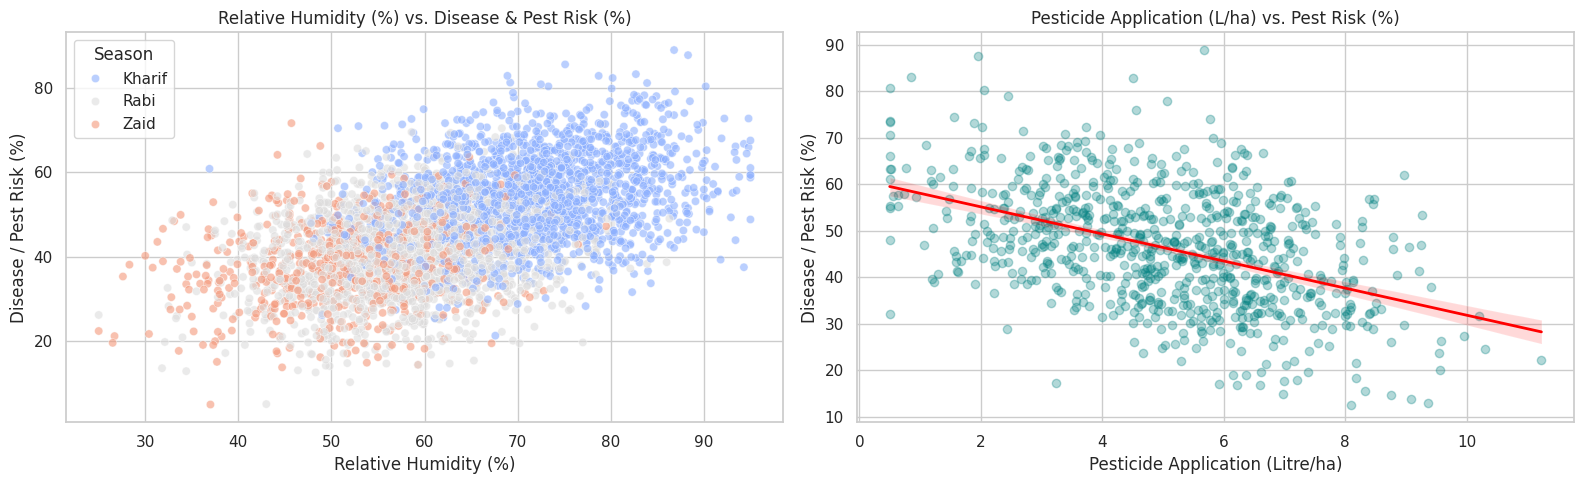 Relative Humidity (%) vs. Disease & Pest Risk (%)
Season
Kharif
Rabi
Zaid
Disease / Pest Risk (%)
80
60
40
20
30 40 50 60 70 80 90
Relative Humidity (%)
Pesticide Application (L/ha) vs. Pest Risk (%)
Disease / Pest Risk (%)
90
80
70
60
50
40
30
20
10
0 2 4 6 8 10
Pesticide Application (Litre/ha)